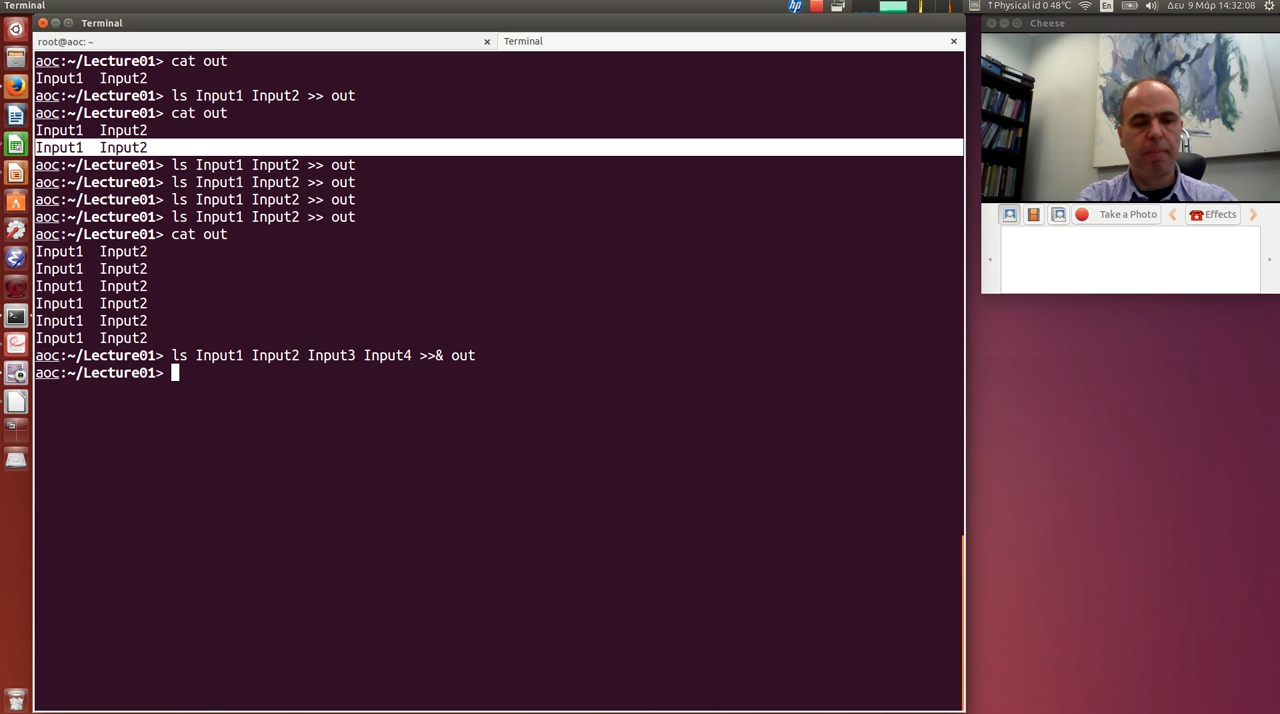 Terminal
hp
↑Physical id 0 48°C
En
Δευ 9 Μάρ 14:32:08
Terminal
Cheese
root@aoc: ~
Terminal
aoc:~/Lecture01> cat out
Input1  Input2
aoc:~/Lecture01> ls Input1 Input2 >> out
aoc:~/Lecture01> cat out
Input1  Input2
Input1  Input2
aoc:~/Lecture01> ls Input1 Input2 >> out
aoc:~/Lecture01> ls Input1 Input2 >> out
aoc:~/Lecture01> ls Input1 Input2 >> out
aoc:~/Lecture01> ls Input1 Input2 >> out
aoc:~/Lecture01> cat out
Input1  Input2
Input1  Input2
Input1  Input2
Input1  Input2
Input1  Input2
Input1  Input2
aoc:~/Lecture01> ls Input1 Input2 Input3 Input4 >>& out
aoc:~/Lecture01>
Take a Photo
Effects